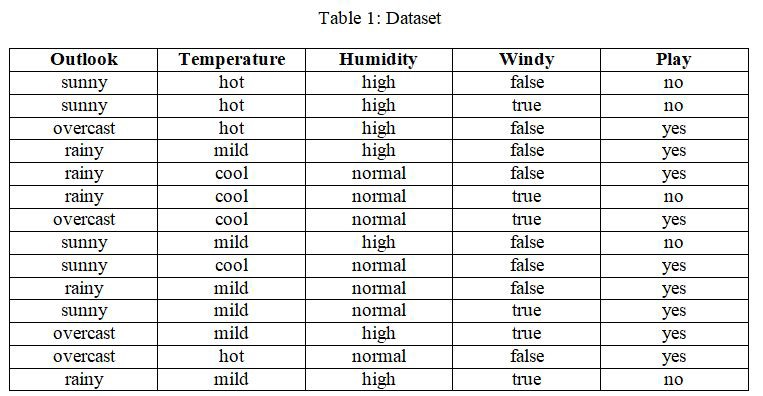 Table 1: Dataset
Outlook Temperature Humidity Windy Play
sunny hot high false no
sunny hot high true no
overcast hot high false yes
rainy mild high false yes
rainy cool normal false yes
rainy cool normal true no
overcast cool normal true yes
sunny mild high false no
sunny cool normal false yes
rainy mild normal false yes
sunny mild normal true yes
overcast mild high true yes
overcast hot normal false yes
rainy mild high true no